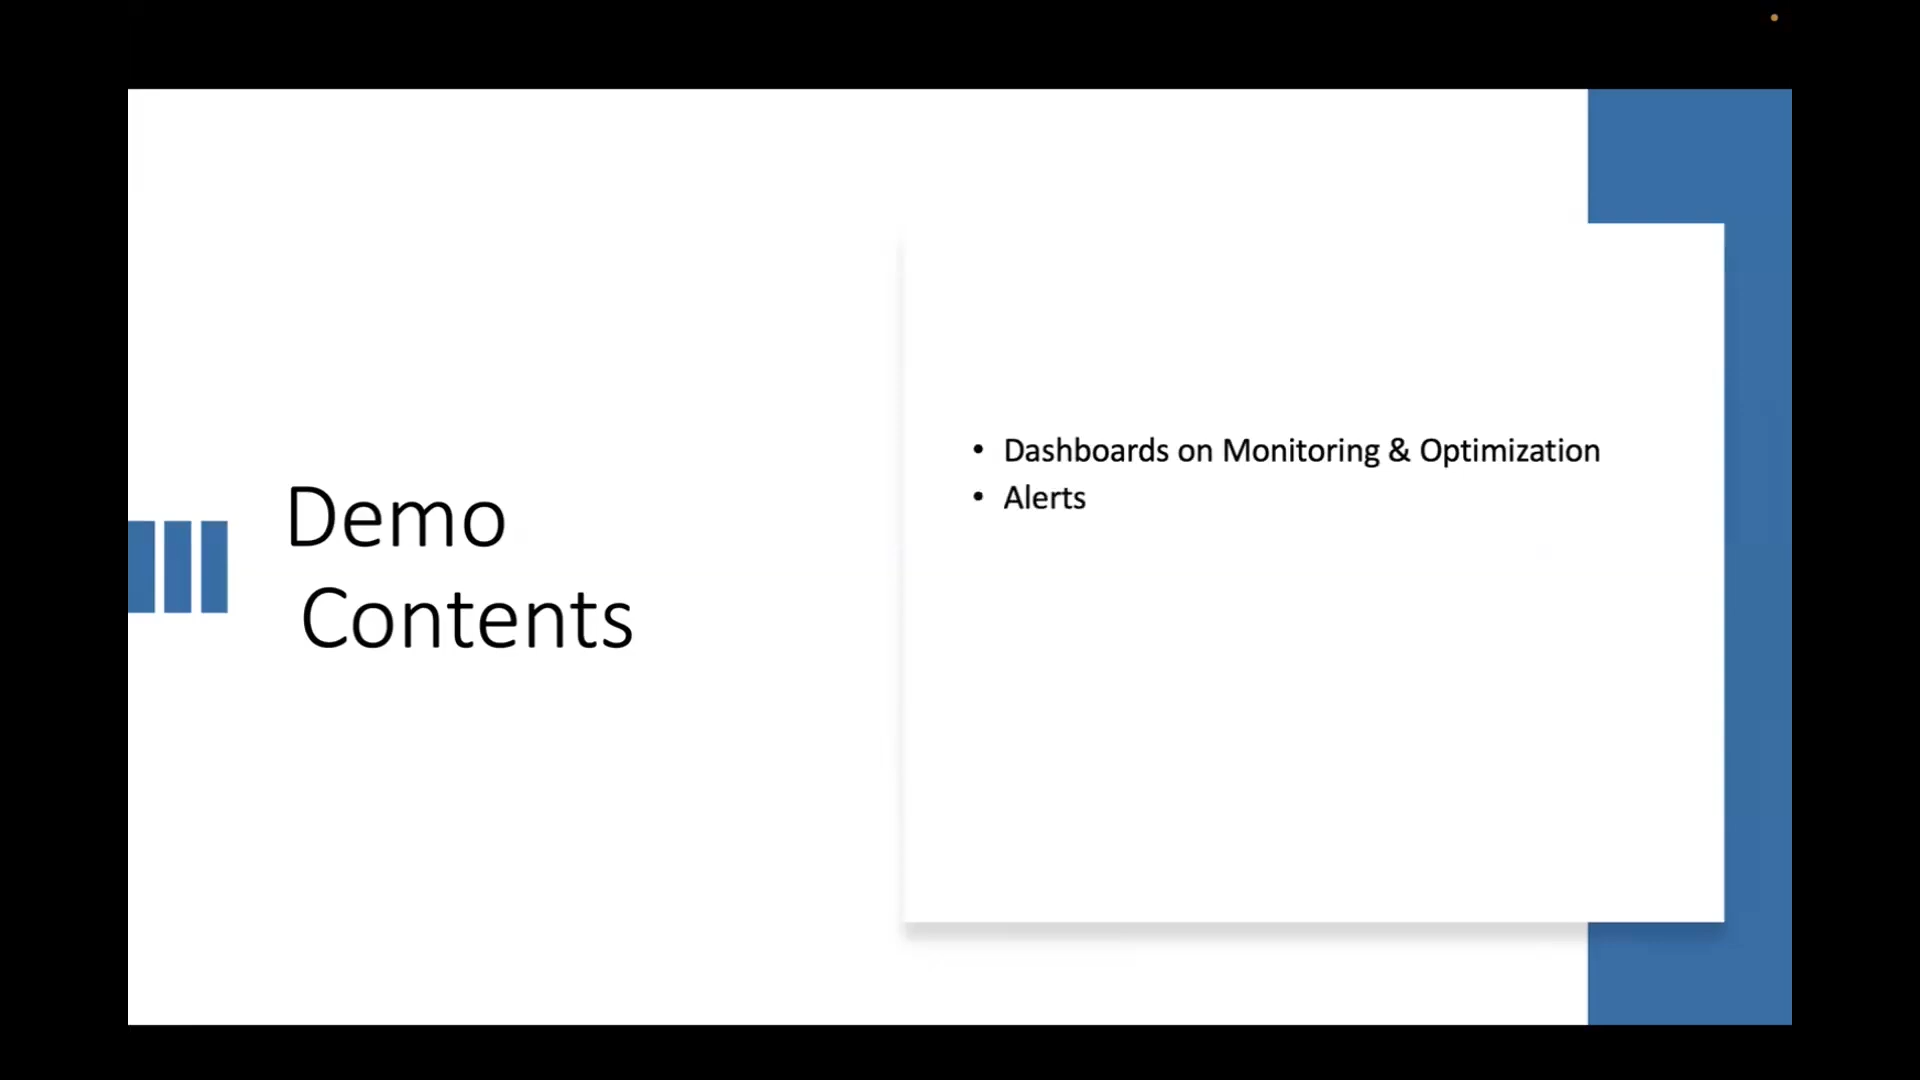 Demo
Contents
• Dashboards on Monitoring & Optimization
• Alerts